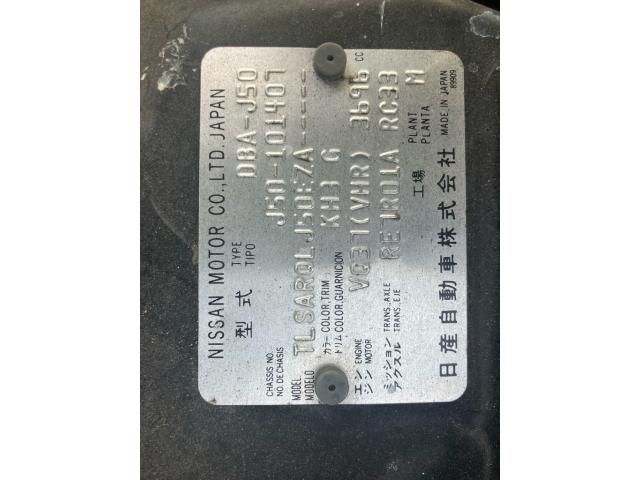 NISSAN MOTOR CO., LTD. JAPAN
型式 TYPE TIPO DBA-J50
CHASSIS NO. NO. DE CHASIS J50-101407
MODEL MODELO TLSARQLJ50EZA-----
カラー COLOR,TRIM トリム COLOR,GUARNICION KH3 G
エンジン ENGINE MOTOR VQ37(VHR) 3696 CC
ミッション TRANS.,AXLE アクスル TRANS.,EJE RE7R01A RC33
工場 PLANT PLANTA M
日産自動車株式会社 MADE IN JAPAN 89909